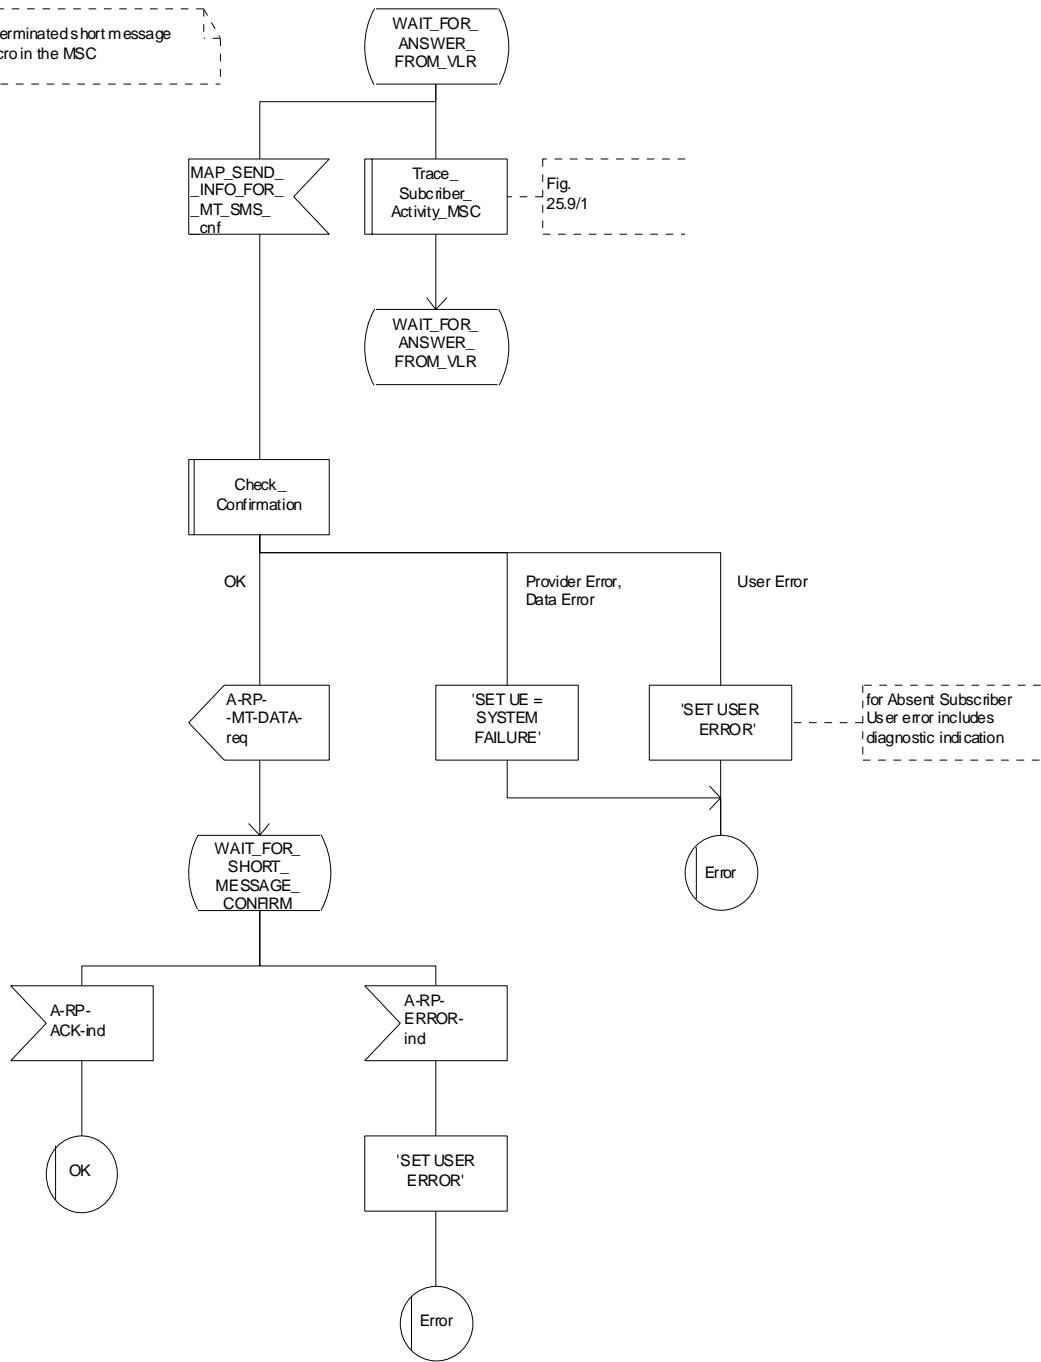 erminated short message
cro in the MSC
WAIT_FOR_
ANSWER_
FROM_VLR
MAP_SEND_
_INFO_FOR_
_MT_SMS_
cnf
Trace_
Subcriber_
Activity_MSC
Fig.
25.9/1
WAIT_FOR_
ANSWER_
FROM_VLR
Check_
Confirmation
OK
Provider Error,
Data Error
User Error
A-RP-
-MT-DATA-
req
'SET UE =
SYSTEM
FAILURE'
'SET USER
ERROR'
for Absent Subscriber
User error includes
diagnostic indication
WAIT_FOR_
SHORT_
MESSAGE_
CONFIRM
Error
A-RP-
ACK-ind
A-RP-
ERROR-
ind
OK
'SET USER
ERROR'
Error